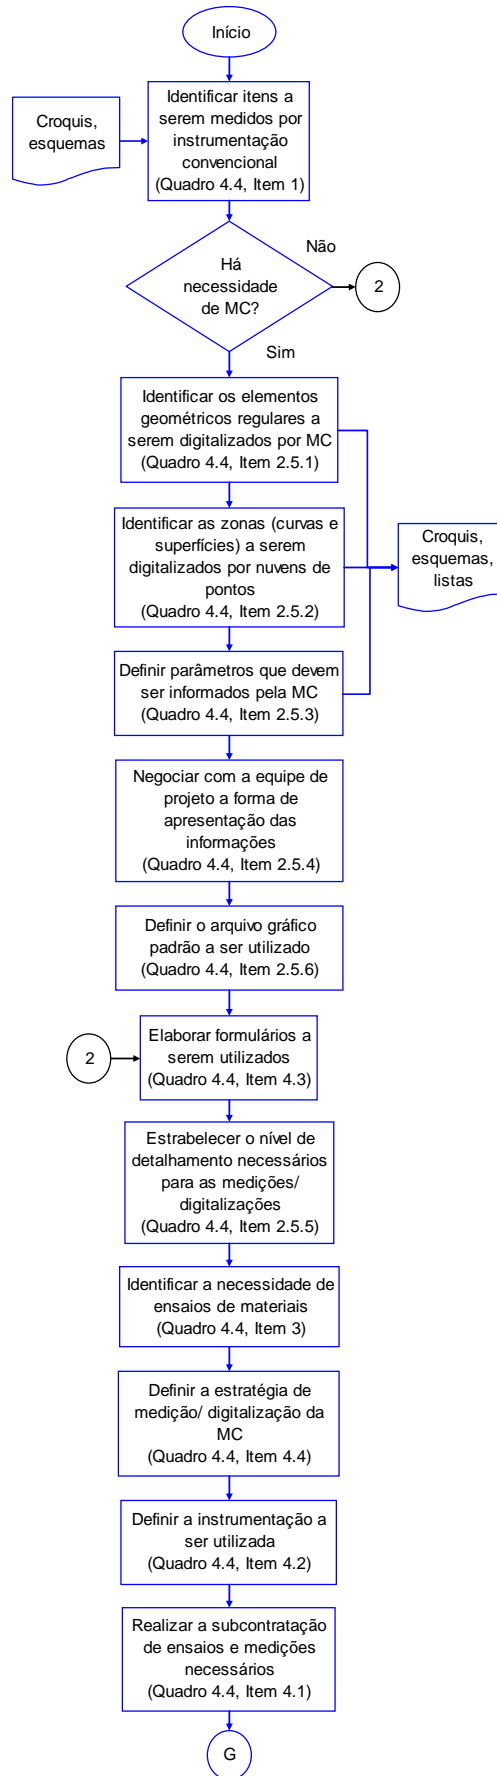 Início
Croquis,
esquemas
Identificar itens a
serem medidos por
instrumentação
convencional
(Quadro 4.4, Item 1)
Há
necessidade
de MC?
Não
2
Sim
Identificar os elementos
geométricos regulares a
serem digitalizados por MC
(Quadro 4.4, Item 2.5.1)
Identificar as zonas (curvas e
superfícies) a serem
digitalizados por nuvens de
pontos
(Quadro 4.4, Item 2.5.2)
Croquis,
esquemas,
listas
Definir parâmetros que devem
ser informados pela MC
(Quadro 4.4, Item 2.5.3)
Negociar com a equipe de
projeto a forma de
apresentação das
informações
(Quadro 4.4, Item 2.5.4)
Definir o arquivo gráfico
padrão a ser utilizado
(Quadro 4.4, Item 2.5.6)
2
Elaborar formulários a
serem utilizados
(Quadro 4.4, Item 4.3)
Estrabelecer o nível de
detalhamento necessários
para as medições/
digitalizações
(Quadro 4.4, Item 2.5.5)
Identificar a necessidade de
ensaios de materiais
(Quadro 4.4, Item 3)
Definir a estratégia de
medição/ digitalização da
MC
(Quadro 4.4, Item 4.4)
Definir a instrumentação a
ser utilizada
(Quadro 4.4, Item 4.2)
Realizar a subcontratação
de ensaios e medições
necessários
(Quadro 4.4, Item 4.1)
G